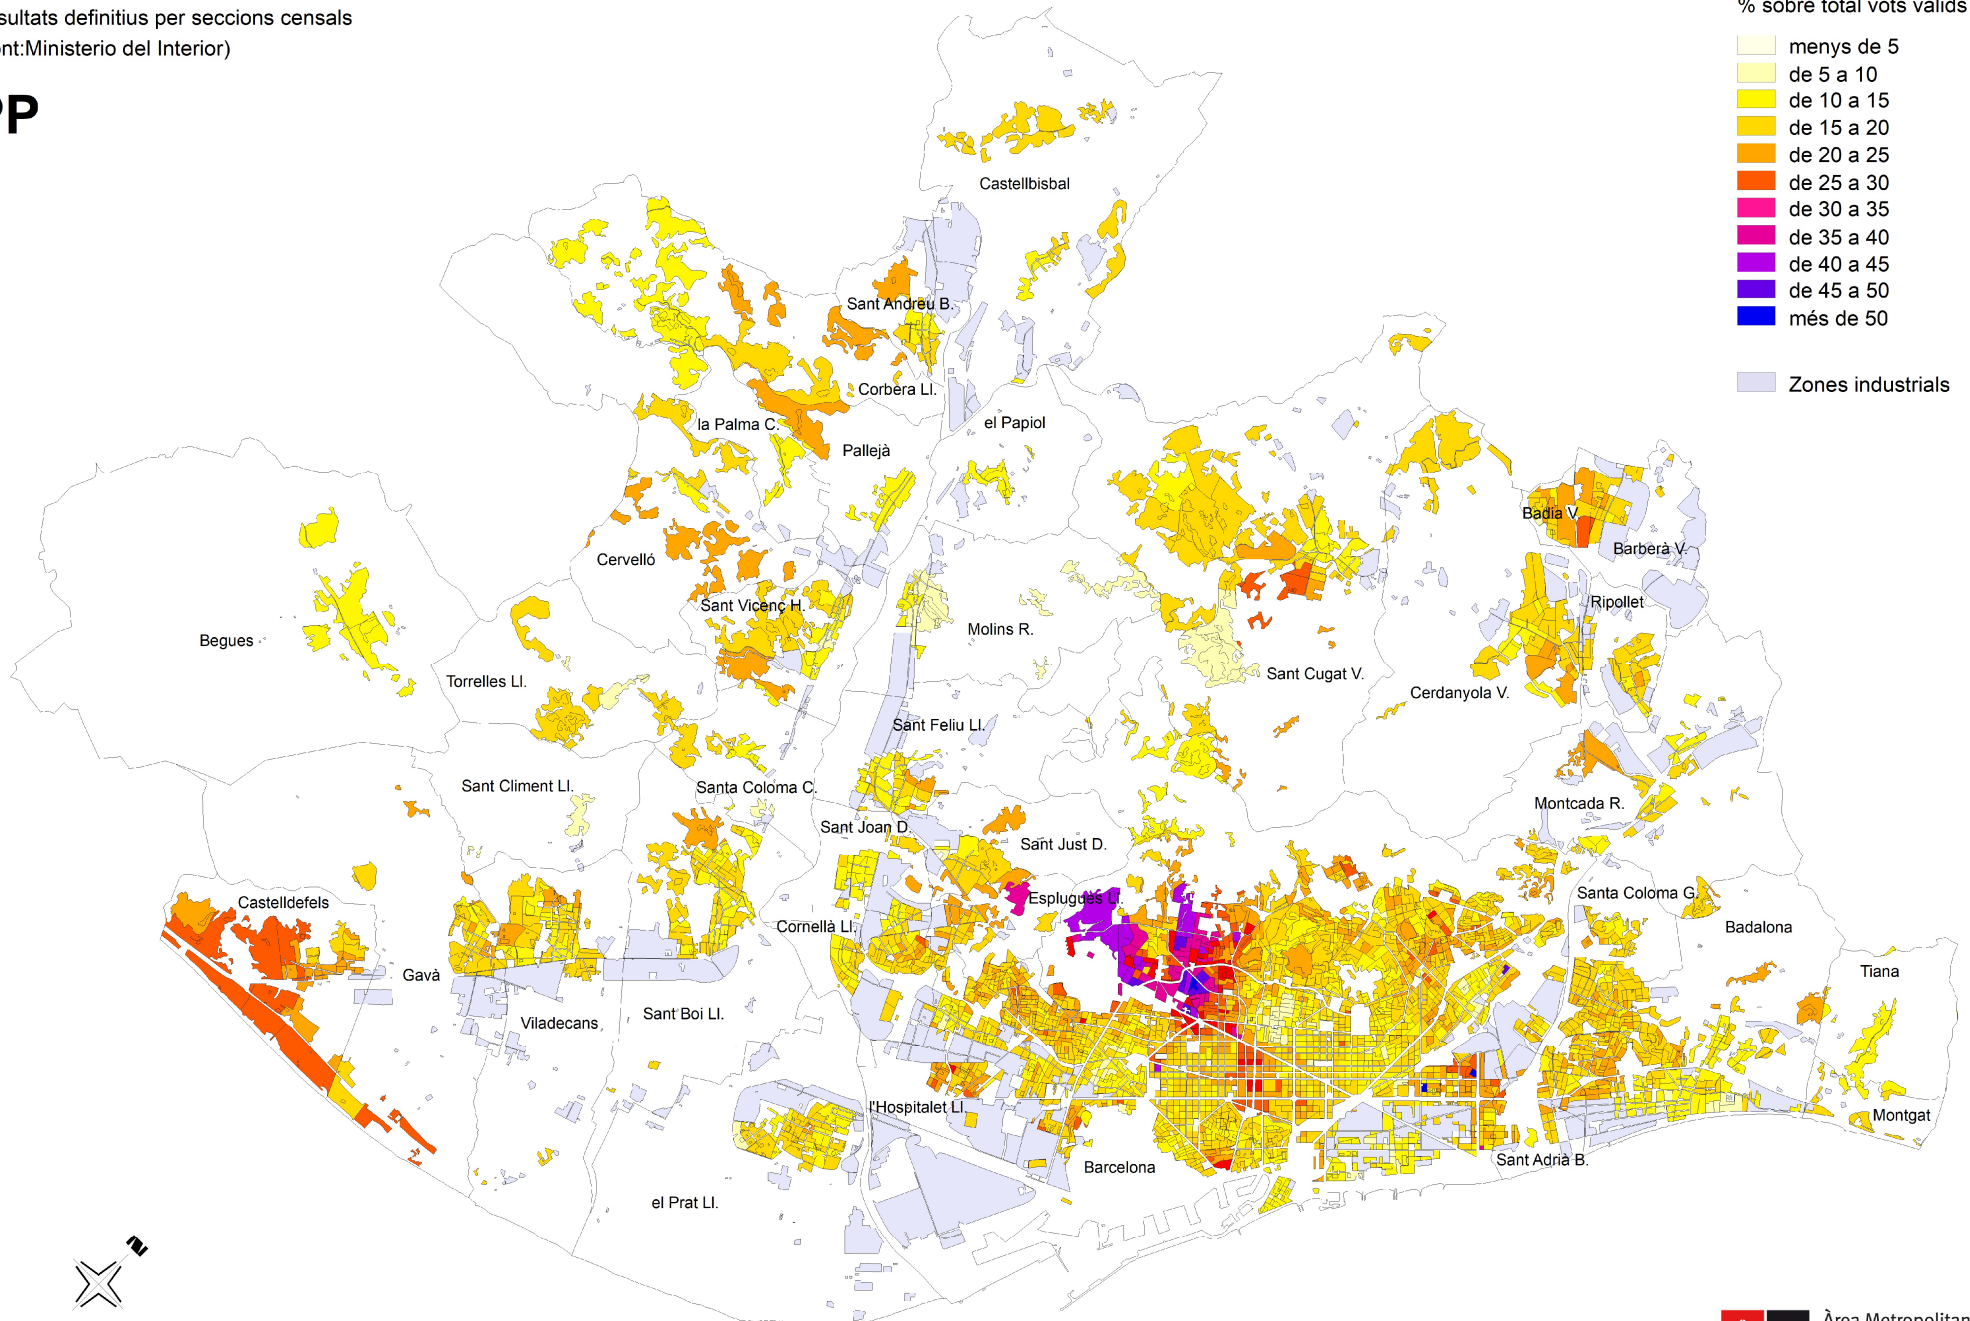 sultats definitius per seccions censals
nt:Ministerio del Interior)
PP
% sobre total vots vàlids
menys de 5
de 5 a 10
de 10 a 15
de 15 a 20
de 20 a 25
de 25 a 30
de 30 a 35
de 35 a 40
de 40 a 45
de 45 a 50
més de 50
Zones industrials
Castellbisbal
Sant Andreu B.
Corbera Ll.
la Palma C.
el Papiol
Pallejà
Badia V.
Barberà V.
Cervelló
Sant Vicenç H.
Ripollet
Molins R.
Begues
Sant Cugat V.
Torrelles Ll.
Cerdanyola V.
Sant Feliu Ll.
Sant Climent Ll.
Santa Coloma C.
Montcada R.
Sant Joan D.
Sant Just D.
Castelldefels
Esplugues Ll.
Santa Coloma G.
Cornellà Ll.
Badalona
Gavà
Tiana
Sant Boi Ll.
Viladecans
l'Hospitalet Ll.
Montgat
Barcelona
Sant Adrià B.
el Prat Ll.
N
Àrea Metropolitan